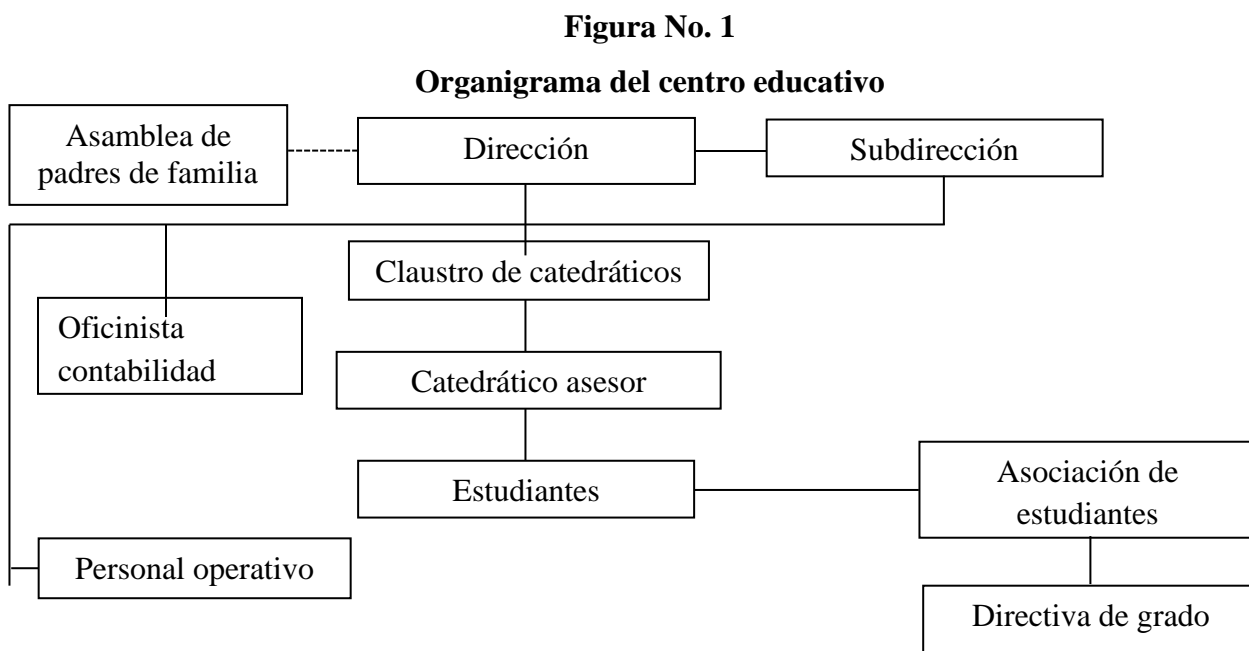 Figura No. 1
Organigrama del centro educativo
Asamblea de
padres de familia
Dirección
Subdirección
Claustro de catedráticos
Oficinista
contabilidad
Catedrático asesor
Estudiantes
Asociación de
estudiantes
Personal operativo
Directiva de grado